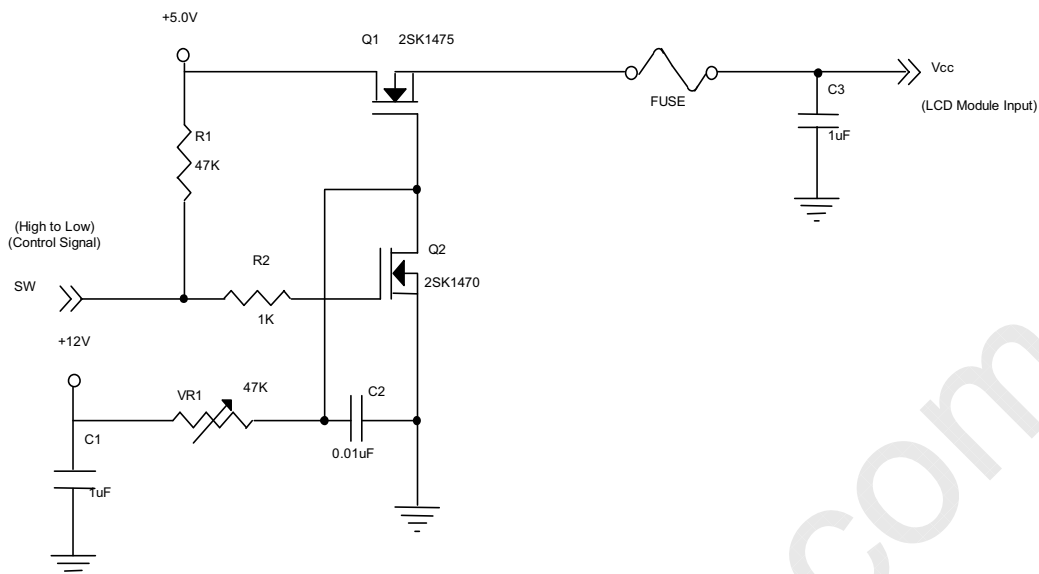 +5.0V
Q1 2SK1475
Vcc
C3
FUSE
(LCD Module Input)
R1
1uF
47K
(High to Low)
(Control Signal)
Q2
R2
SW
2SK1470
1K
+12V
47K
VR1
C2
C1
0.01uF
1uF
com